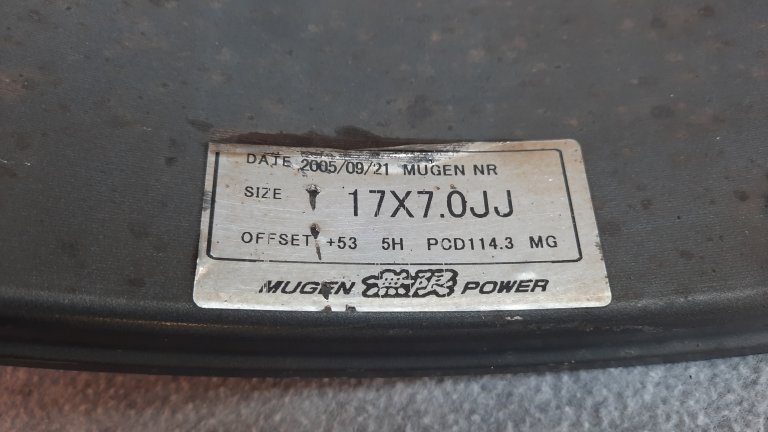 DATE 2005/09/21 MUGEN NR
SIZE 17X7.0JJ
OFFSET +53 5H PCD114.3 MG
MUGEN 無限 POWER